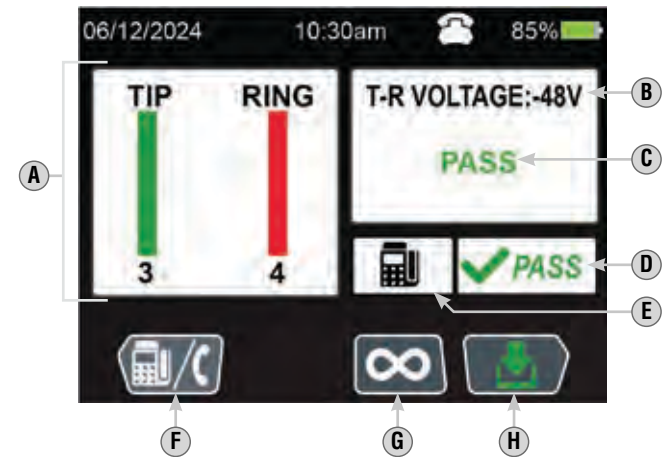 06/12/2024 10:30am 85%
TIP RING
3 4
T-R VOLTAGE:-48V
PASS
PASS
A
B
C
D
E
F
G
H